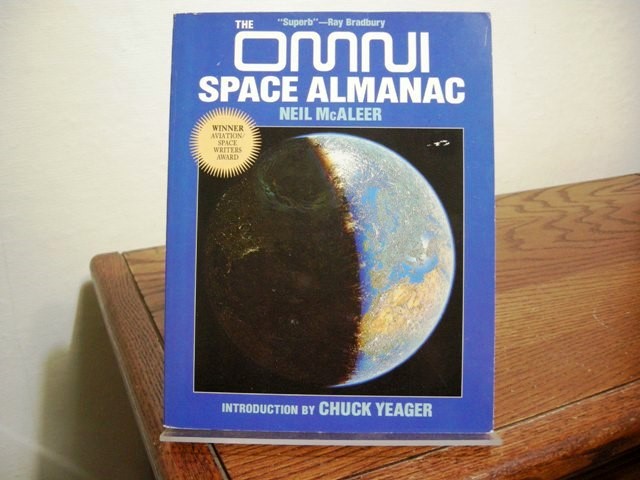 "Superb"—Ray Bradbury
THE
OMNI
SPACE ALMANAC
NEIL McALEER
WINNER
AVIATION/
SPACE
WRITERS
AWARD
INTRODUCTION BY CHUCK YEAGER